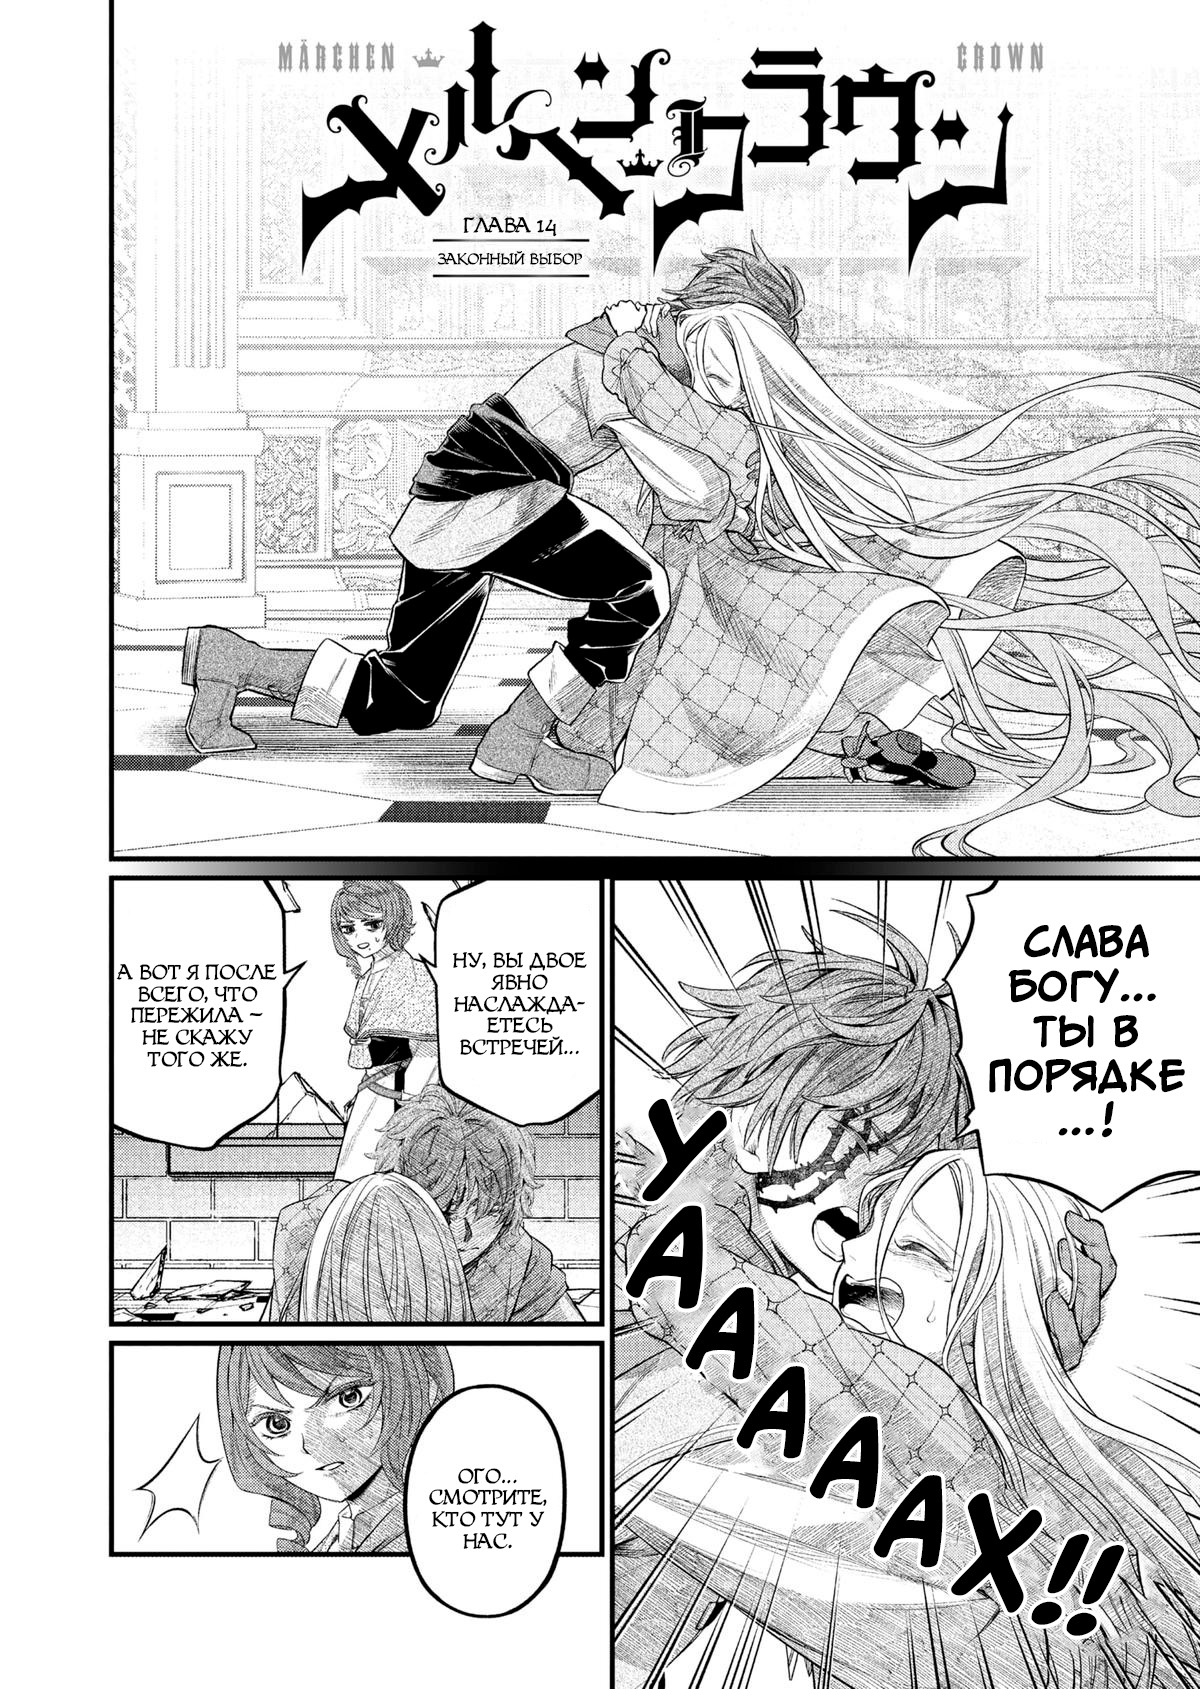 MÄRCHEN CROWN
メルヘンクラウン
ГЛАВА 14
ЗАКОННЫЙ ВЫБОР
СЛАВА
БОГУ...
ТЫ В
ПОРЯДКЕ
...!
УАААААААХ!!
НУ, ВЫ ДВОЕ
ЯВНО
НАСЛАЖДА-
ЕТЕСЬ
ВСТРЕЧЕЙ...
А ВОТ Я ПОСЛЕ
ВСЕГО, ЧТО
ПЕРЕЖИЛА –
НЕ СКАЖУ
ТОГО ЖЕ.
ОГО...
СМОТРИТЕ,
КТО ТУТ У
НАС.